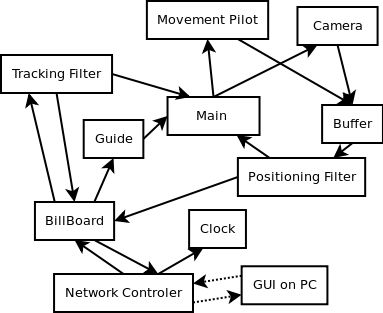 Movement Pilot
Camera
Tracking Filter
Main
Buffer
Guide
Positioning Filter
BillBoard
Clock
Network Controler
GUI on PC